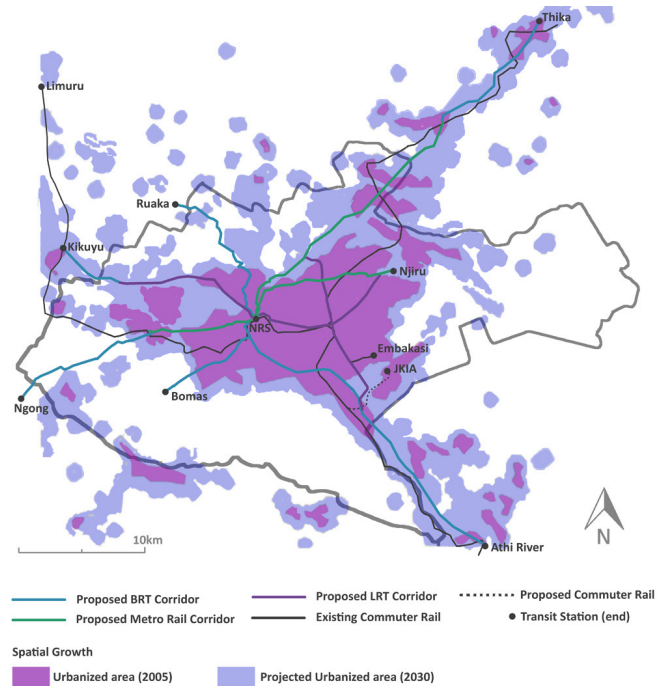 Thika
Limuru
Ruaka
Kikuyu
Njiru
NRS
Embakasi
JKIA
Bomas
Ngong
10km
N
Athi River
Proposed BRT Corridor
Proposed LRT Corridor
Proposed Commuter Rail
Proposed Metro Rail Corridor
Existing Commuter Rail
Transit Station (end)
Spatial Growth
Urbanized area (2005)
Projected Urbanized area (2030)